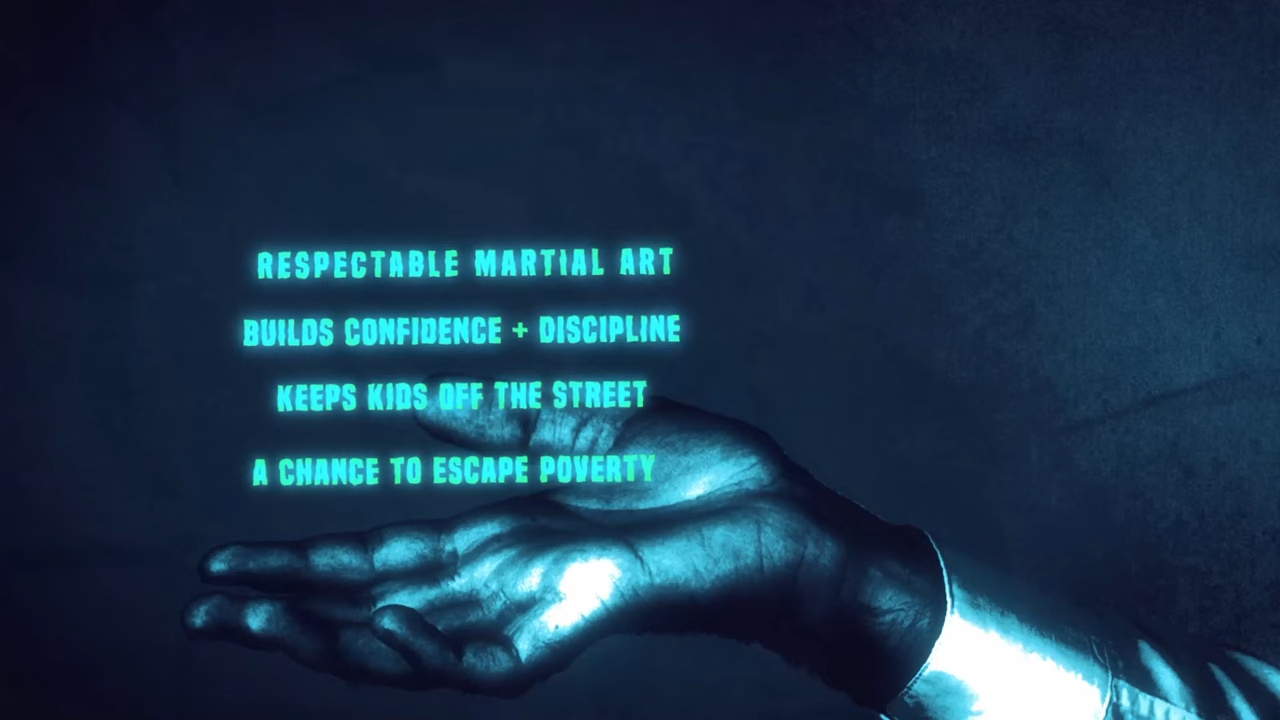 RESPECTABLE MARTIAL ART
BUILDS CONFIDENCE + DISCIPLINE
KEEPS KIDS OFF THE STREET
A CHANCE TO ESCAPE POVERTY